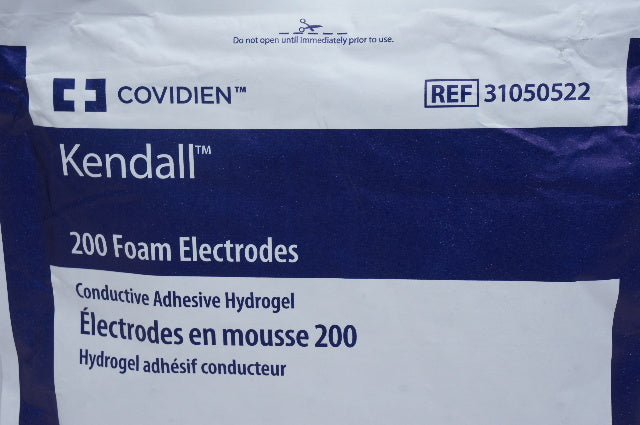 Do not open until immediately prior to use.
COVIDIEN™
REF 31050522
Kendall™
200 Foam Electrodes
Conductive Adhesive Hydrogel
Électrodes en mousse 200
Hydrogel adhésif conducteur